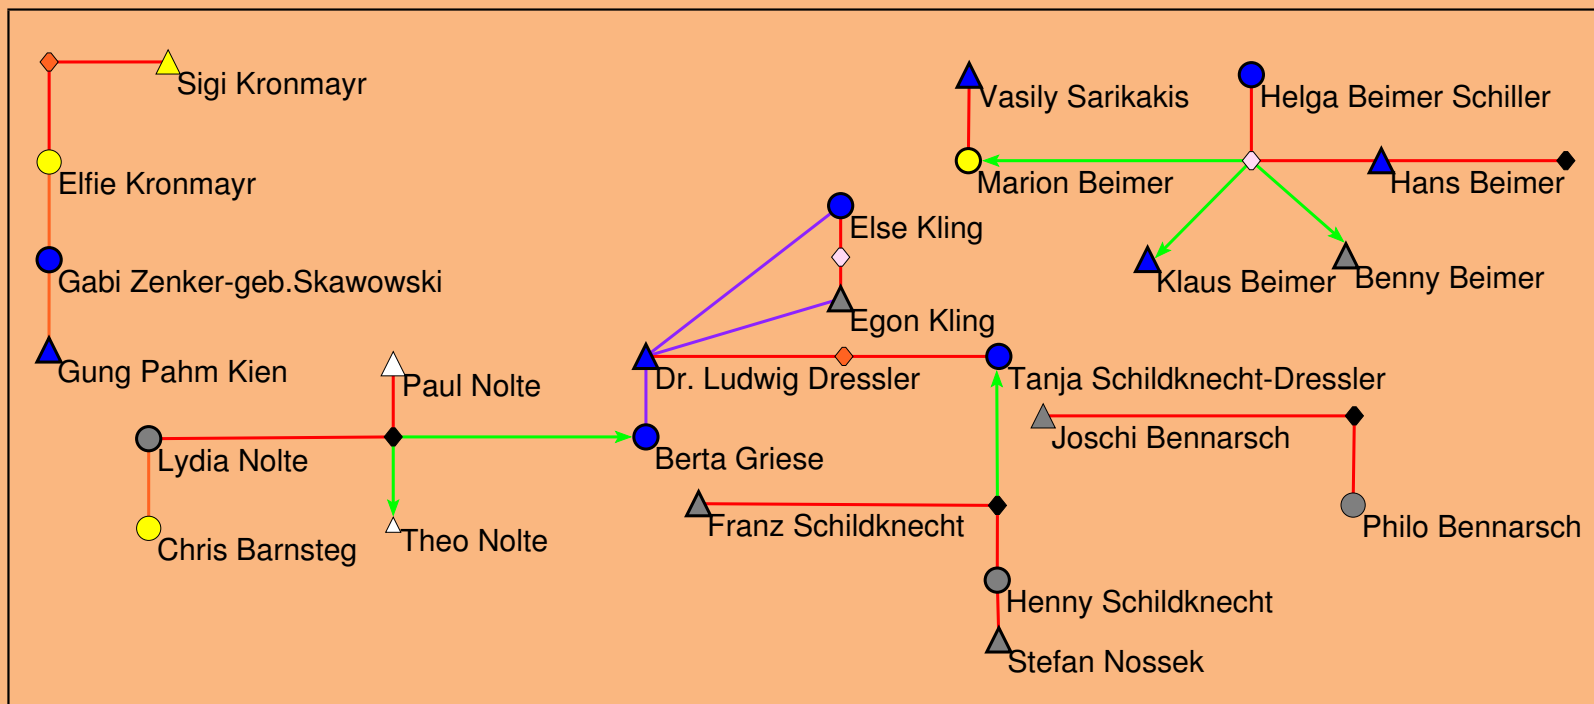 Sigi Kronmayr
Vasily Sarikakis
Helga Beimer Schiller
Elfie Kronmayr
Marion Beimer
Hans Beimer
Else Kling
Gabi Zenker-geb.Skawowski
Klaus Beimer
Benny Beimer
Egon Kling
Gung Pahm Kien
Paul Nolte
Dr. Ludwig Dressler
Tanja Schildknecht-Dressler
Joschi Bennarsch
Lydia Nolte
Berta Griese
Franz Schildknecht
Philo Bennarsch
Chris Barnsteg
Theo Nolte
Henny Schildknecht
Stefan Nossek